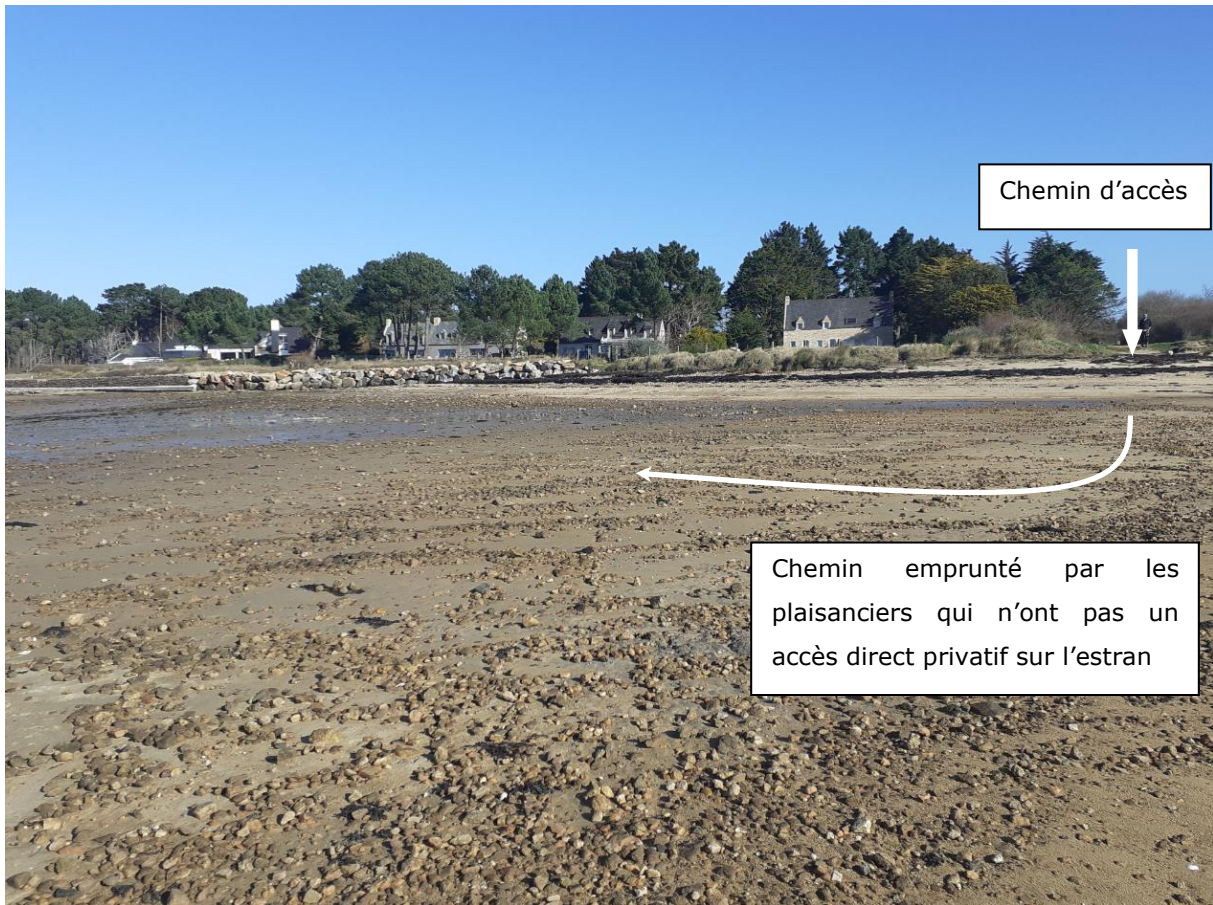 Chemin d’accès
Chemin emprunté par les
plaisanciers qui n’ont pas un
accès direct privatif sur l’estran